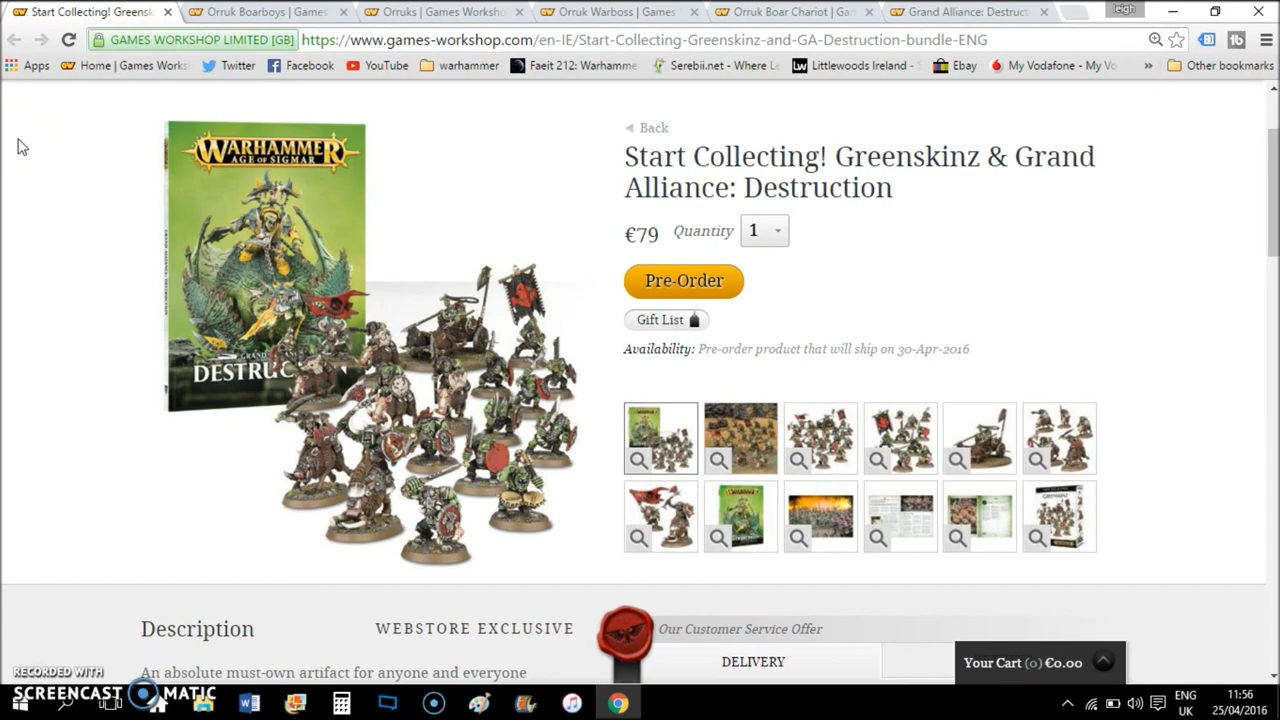 Start Collecting! Greensk
Orruk Boarboys | Games
Orruks | Games Worksho
Orruk Warboss | Games
Orruk Boar Chariot | Gam
Grand Alliance: Destructi
leigh
GAMES WORKSHOP LIMITED [GB]
https://www.games-workshop.com/en-IE/Start-Collecting-Greenskinz-and-GA-Destruction-bundle-ENG
Apps
Home | Games Works
Twitter
Facebook
YouTube
warhammer
Faeit 212: Warhamme
Serebii.net - Where Le
Littlewoods Ireland -
Ebay
My Vodafone - My Vo
Other bookmarks
WARHAMMER
AGE OF SIGMAR
DESTRUC
Back
Start Collecting! Greenskinz & Grand
Alliance: Destruction
€79 Quantity 1
Pre-Order
Gift List
Availability: Pre-order product that will ship on 30-Apr-2016
Description
WEBSTORE EXCLUSIVE
An absolute must-own artifact for anyone and everyone
Our Customer Service Offer
DELIVERY
Your Cart (0) €0.00
RECORDED WITH
SCREENCAST MATIC
ENG
UK
11:56
25/04/2016